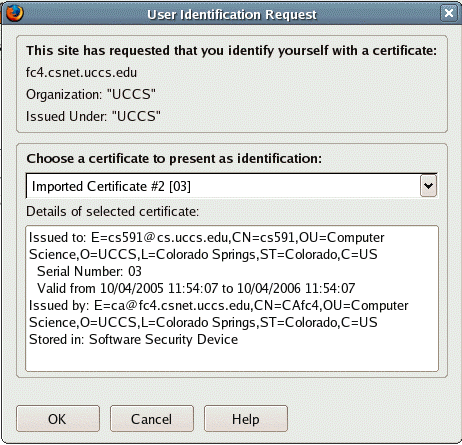 User Identification Request
This site has requested that you identify yourself with a certificate:
fc4.csnet.uccs.edu
Organization: "UCCS"
Issued Under: "UCCS"
Choose a certificate to present as identification:
Imported Certificate #2 [03]
Details of selected certificate:
Issued to: E=cs591@cs.uccs.edu,CN=cs591,OU=Computer
Science,O=UCCS,L=Colorado Springs,ST=Colorado,C=US
Serial Number: 03
Valid from 10/04/2005 11:54:07 to 10/04/2006 11:54:07
Issued by: E=ca@fc4.csnet.uccs.edu,CN=CAfc4,OU=Computer
Science,O=UCCS,L=Colorado Springs,ST=Colorado,C=US
Stored in: Software Security Device
OK
Cancel
Help